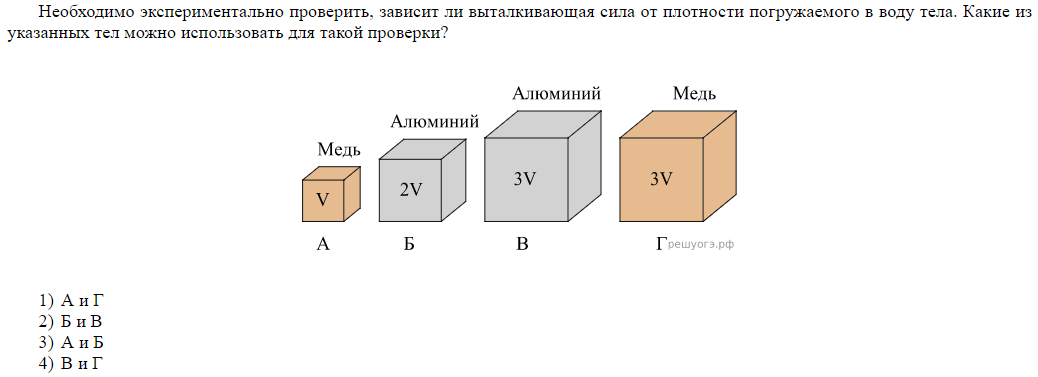 Необходимо экспериментально проверить, зависит ли выталкивающая сила от плотности погружаемого в воду тела. Какие из
указанных тел можно использовать для такой проверки?
Медь
Алюминий
Алюминий
Медь
V
2V
3V
3V
А
Б
В
Г
решуогэ.рф
1) А и Г
2) Б и В
3) А и Б
4) В и Г